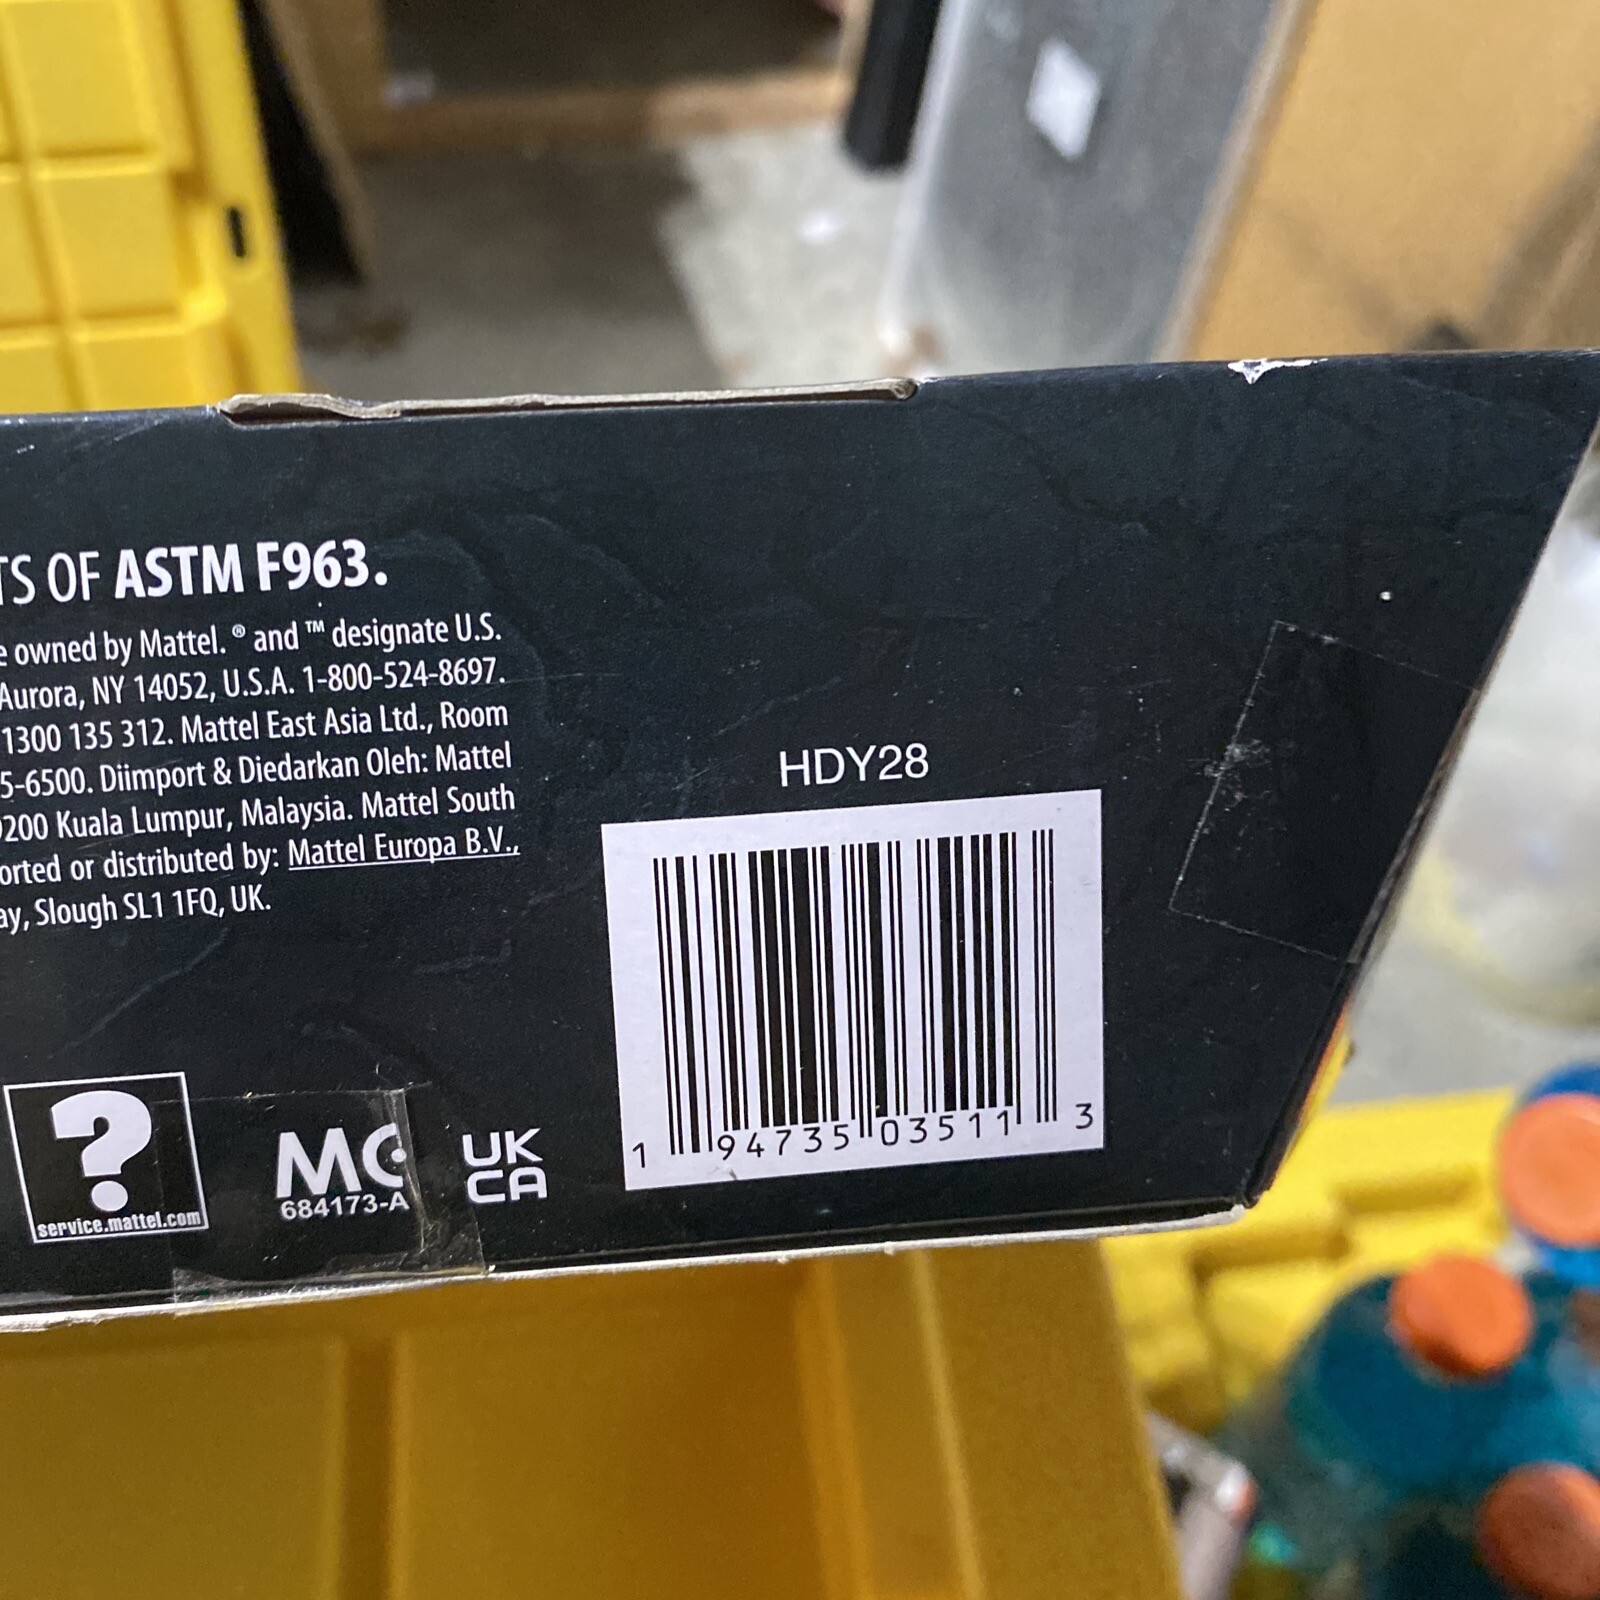 TS OF ASTM F963.
e owned by Mattel. ® and ™ designate U.S.
Aurora, NY 14052, U.S.A. 1-800-524-8697.
1300 135 312. Mattel East Asia Ltd., Room
5-6500. Diimport & Diedarkan Oleh: Mattel
9200 Kuala Lumpur, Malaysia. Mattel South
orted or distributed by: Mattel Europa B.V.,
ay, Slough SL1 1FQ, UK.
HDY28
1 94735 03511 3
?
service.mattel.com
MC
684173-A
UK
CA